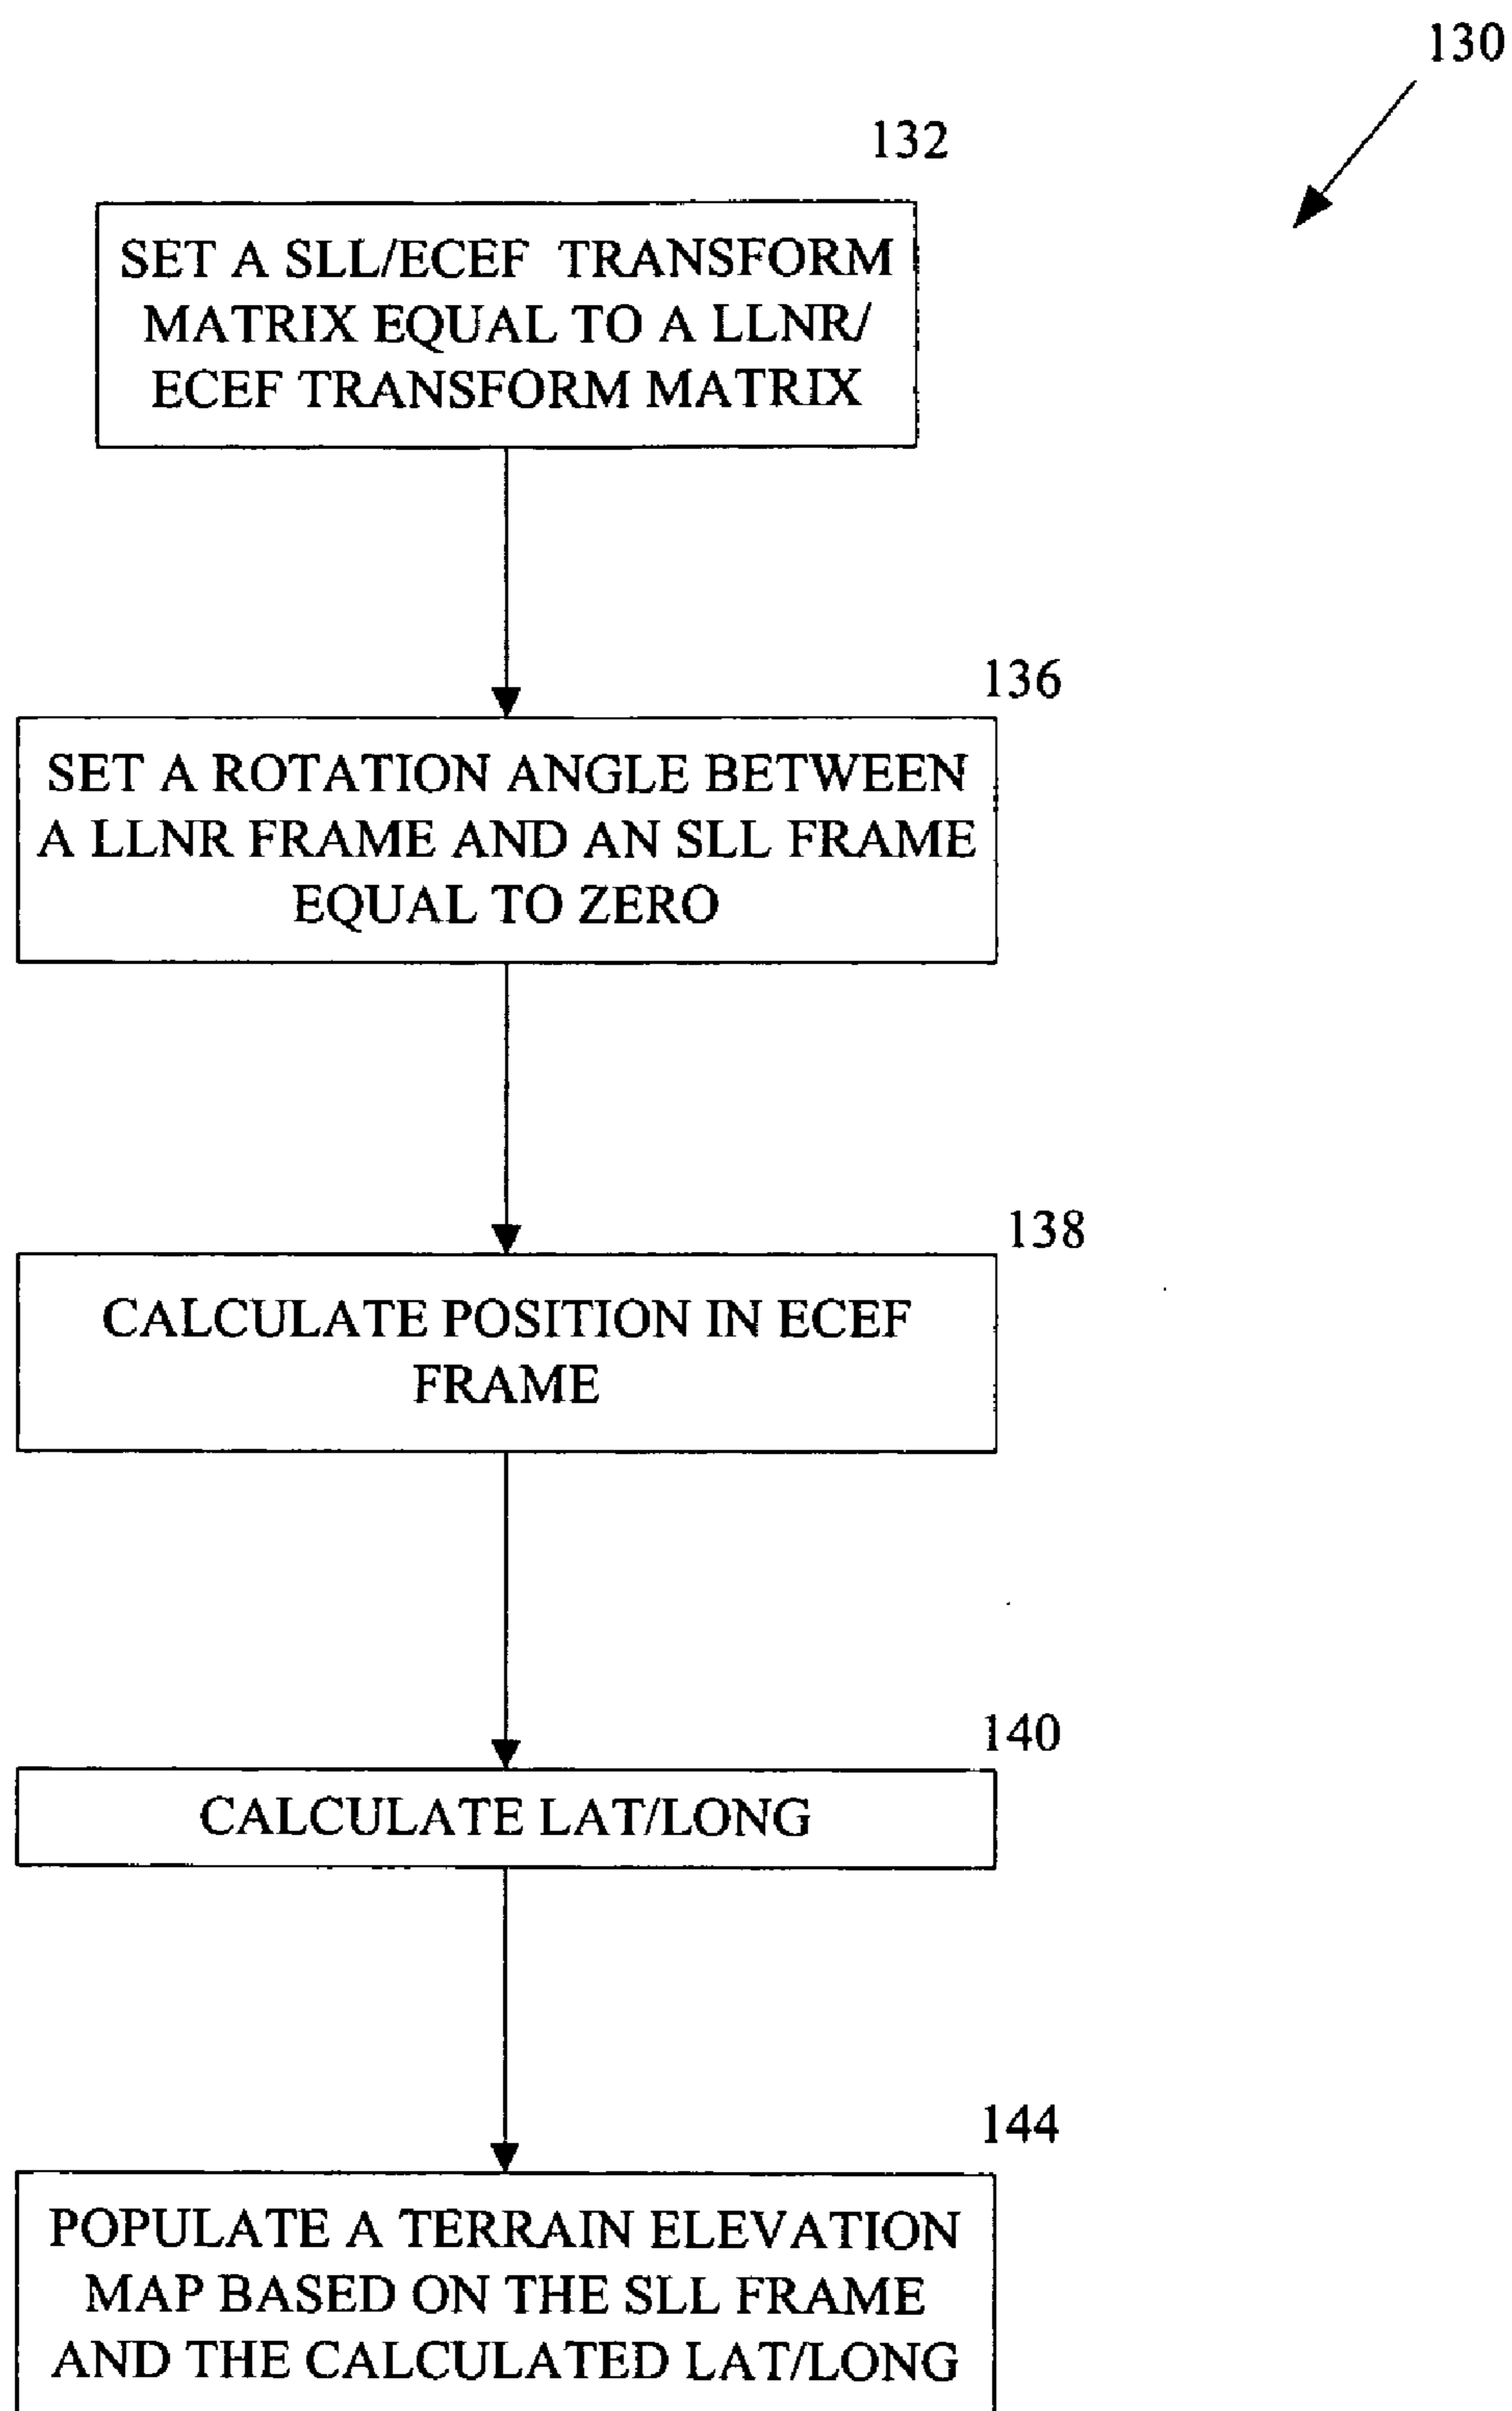 130
132
SET A SLL/ECEF TRANSFORM
MATRIX EQUAL TO A LLNR/
ECEF TRANSFORM MATRIX
136
SET A ROTATION ANGLE BETWEEN
A LLNR FRAME AND AN SLL FRAME
EQUAL TO ZERO
138
CALCULATE POSITION IN ECEF
FRAME
140
CALCULATE LAT/LONG
144
POPULATE A TERRAIN ELEVATION
MAP BASED ON THE SLL FRAME
AND THE CALCULATED LAT/LONG